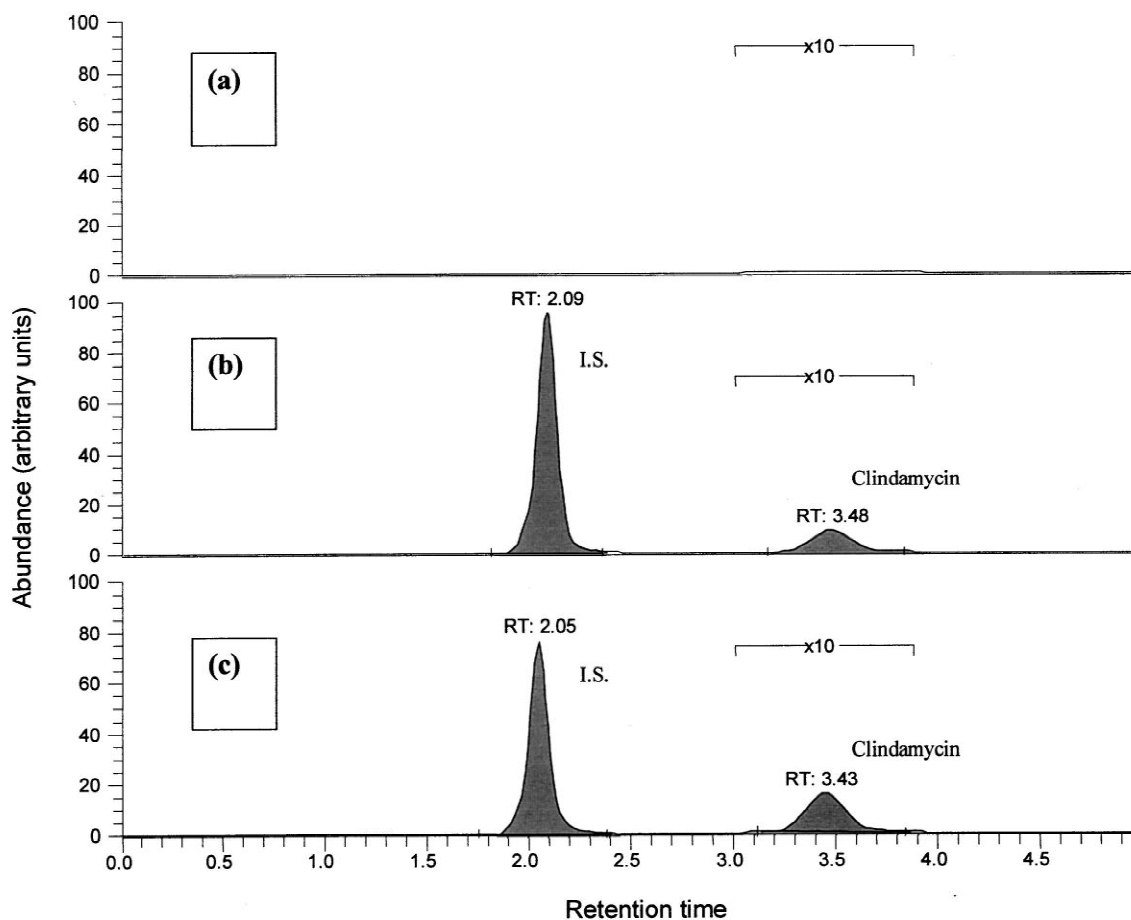 Abundance (arbitrary units)
100
80
60
40
20
0
(a)
x10
100
80
60
40
20
0
(b)
RT: 2.09
I.S.
x10
Clindamycin
RT: 3.48
100
80
60
40
20
0
(c)
RT: 2.05
I.S.
x10
Clindamycin
RT: 3.43
0.0 0.5 1.0 1.5 2.0 2.5 3.0 3.5 4.0 4.5
Retention time